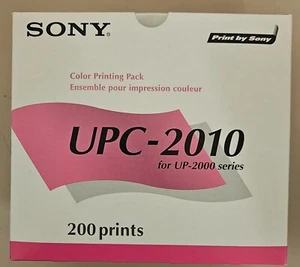 SONY®
Print by Sony
Color Printing Pack
Ensemble pour impression couleur
UPC-2010
for UP-2000 series
200 prints